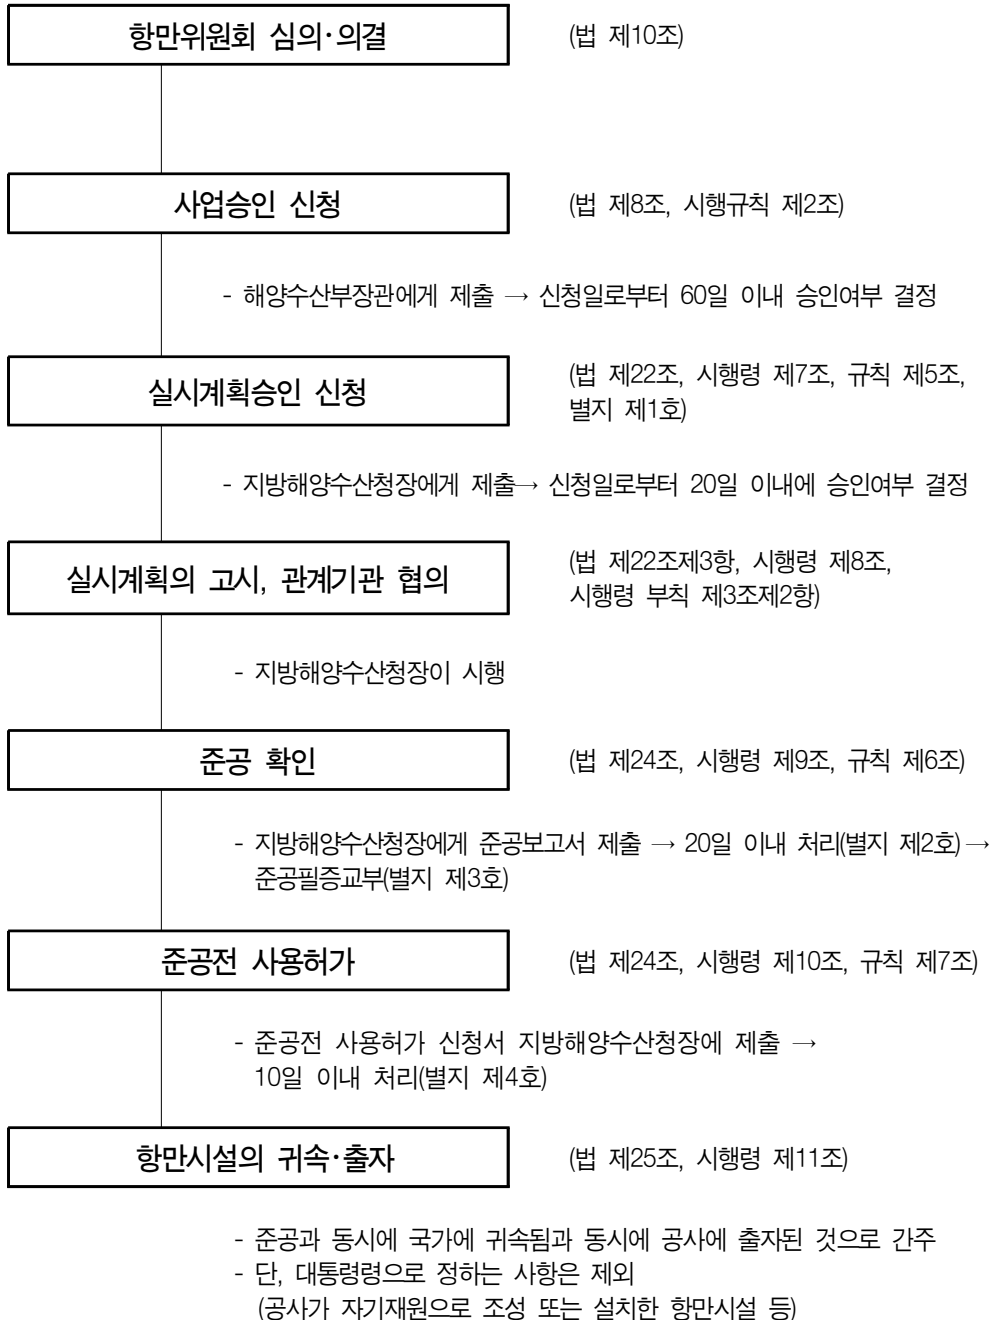 항만위원회 심의·의결
(법 제10조)
사업승인 신청
(법 제8조, 시행규칙 제2조)
- 해양수산부장관에게 제출 → 신청일로부터 60일 이내 승인여부 결정
실시계획승인 신청
(법 제22조, 시행령 제7조, 규칙 제5조,
별지 제1호)
- 지방해양수산청장에게 제출→ 신청일로부터 20일 이내에 승인여부 결정
실시계획의 고시, 관계기관 협의
(법 제22조제3항, 시행령 제8조,
시행령 부칙 제3조제2항)
- 지방해양수산청장이 시행
준공 확인
(법 제24조, 시행령 제9조, 규칙 제6조)
- 지방해양수산청장에게 준공보고서 제출 → 20일 이내 처리(별지 제2호)→
준공필증교부(별지 제3호)
준공전 사용허가
(법 제24조, 시행령 제10조, 규칙 제7조)
- 준공전 사용허가 신청서 지방해양수산청장에 제출 →
10일 이내 처리(별지 제4호)
항만시설의 귀속·출자
(법 제25조, 시행령 제11조)
- 준공과 동시에 국가에 귀속됨과 동시에 공사에 출자된 것으로 간주
- 단, 대통령령으로 정하는 사항은 제외
(공사가 자기재원으로 조성 또는 설치한 항만시설 등)